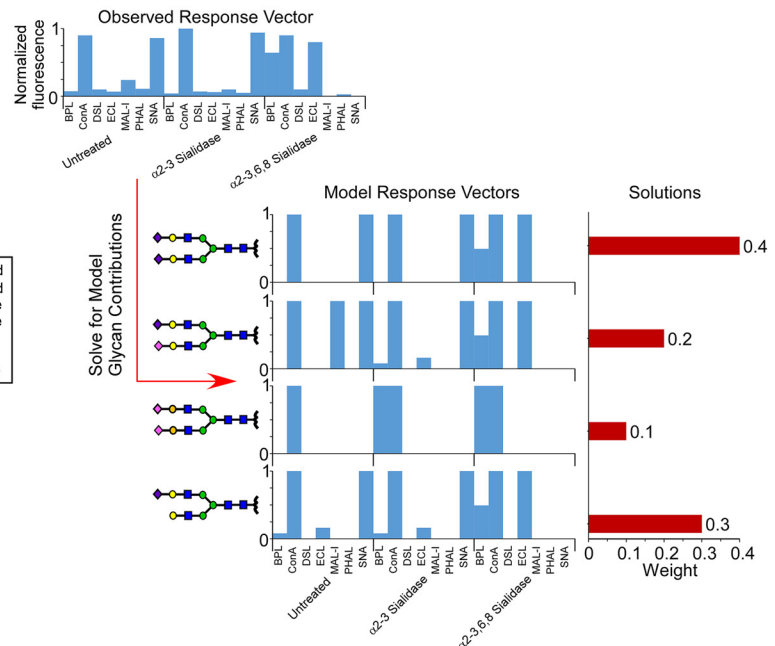 Observed Response Vector
Normalized
fluorescence
1
0
BPL
ConA
DSL
ECL
MAL-I
PHAL
SNA
BPL
ConA
DSL
ECL
MAL-I
PHAL
SNA
BPL
ConA
DSL
ECL
MAL-I
PHAL
SNA
Untreated
α2-3 Sialidase
α2-3,6,8 Sialidase
Solve for Model
Glycan Contributions
Model Response Vectors
1
0
1
0
1
0
1
0
BPL
ConA
DSL
ECL
MAL-I
PHAL
SNA
BPL
ConA
DSL
ECL
MAL-I
PHAL
SNA
BPL
ConA
DSL
ECL
MAL-I
PHAL
SNA
Untreated
α2-3 Sialidase
α2-3,6,8 Sialidase
Solutions
0.4
0.2
0.1
0.3
0 0.1 0.2 0.3 0.4
Weight